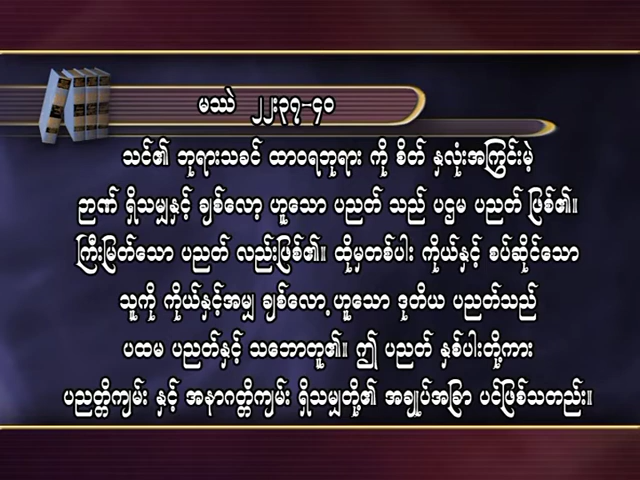 မဿဲ ၂၂း၃၇-၄၀
သင်၏ ဘုရားသခင် ထာဝရဘုရား ကို စိတ် နှလုံးအကြွင်းမဲ့
ဉာဏ် ရှိသမျှနှင့် ချစ်လော့ ဟူသော ပညတ် သည် ပဌမ ပညတ် ဖြစ်၏။
ကြီးမြတ်သော ပညတ် လည်းဖြစ်၏။ ထိုမှတစ်ပါး ကိုယ်နှင့် စပ်ဆိုင်သော
သူကို ကိုယ်နှင့်အမျှ ချစ်လော့ ဟူသော ဒုတိယ ပညတ်သည်
ပထမ ပညတ်နှင့် သဘောတူ၏။ ဤ ပညတ် နှစ်ပါးတို့ကား
ပညတ္တိကျမ်း နှင့် အနာဂတ္တိကျမ်း ရှိသမျှတို့၏ အချုပ်အခြာ ပင်ဖြစ်သတည်း။